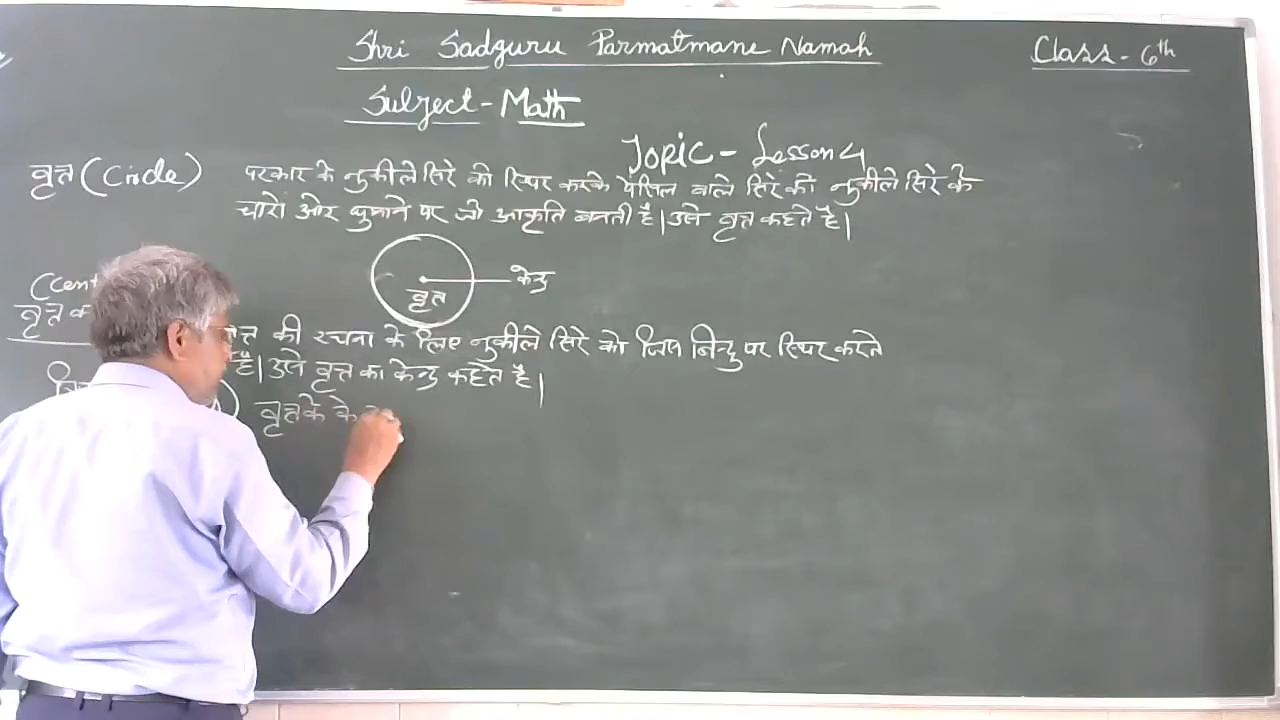 Shri Sadguru Parmatmane Namah
Class - 6th
Subject - Math
Topic - Lesson 4
वृत्त (Circle) परकार के नुकीले सिरे को स्थिर करके पेंसिल वाले सिरे को नुकीले सिरे के
चारो ओर घुमाने पर जो आकृति बनती है। उसे वृत्त कहते है।
केन्द्र
वृत्त
(Cent
वृत्त क
की रचना के लिए नुकीले सिरे को जिस बिन्दु पर स्थिर करते
है। उसे वृत्त का केन्द्र कहते है।
वृत्त के के